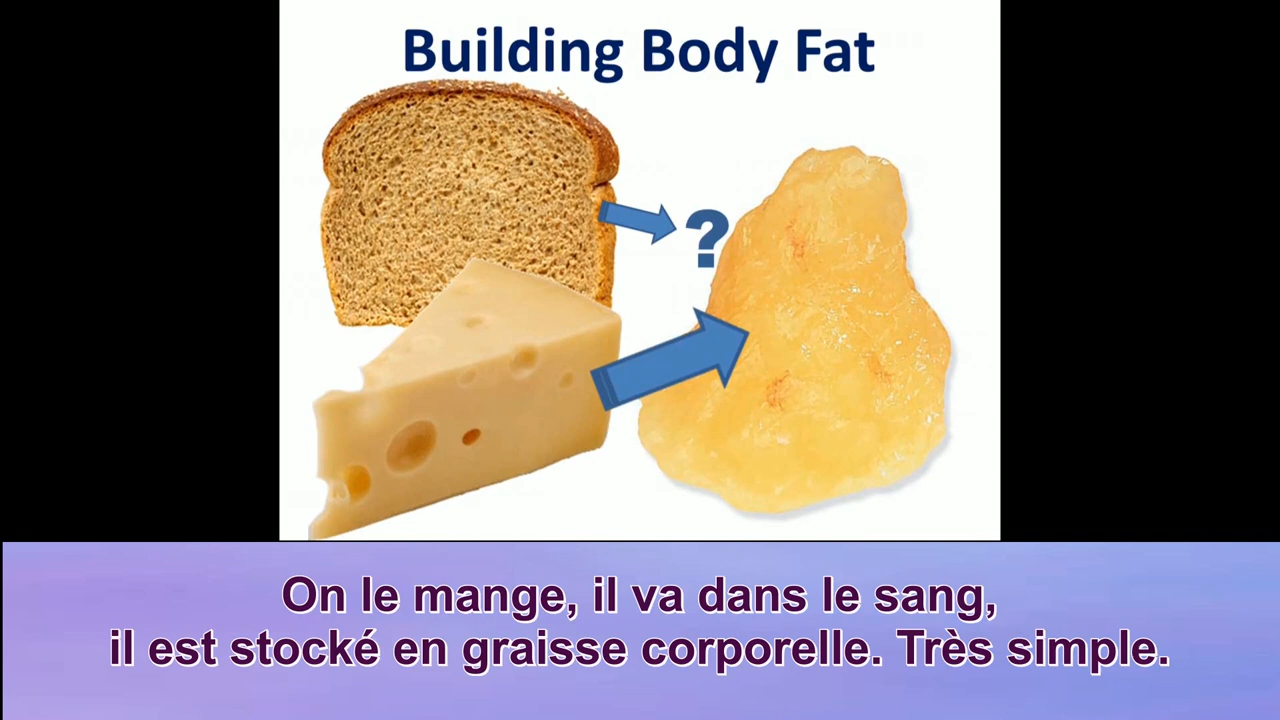 Building Body Fat
?
On le mange, il va dans le sang,
il est stocké en graisse corporelle. Très simple.